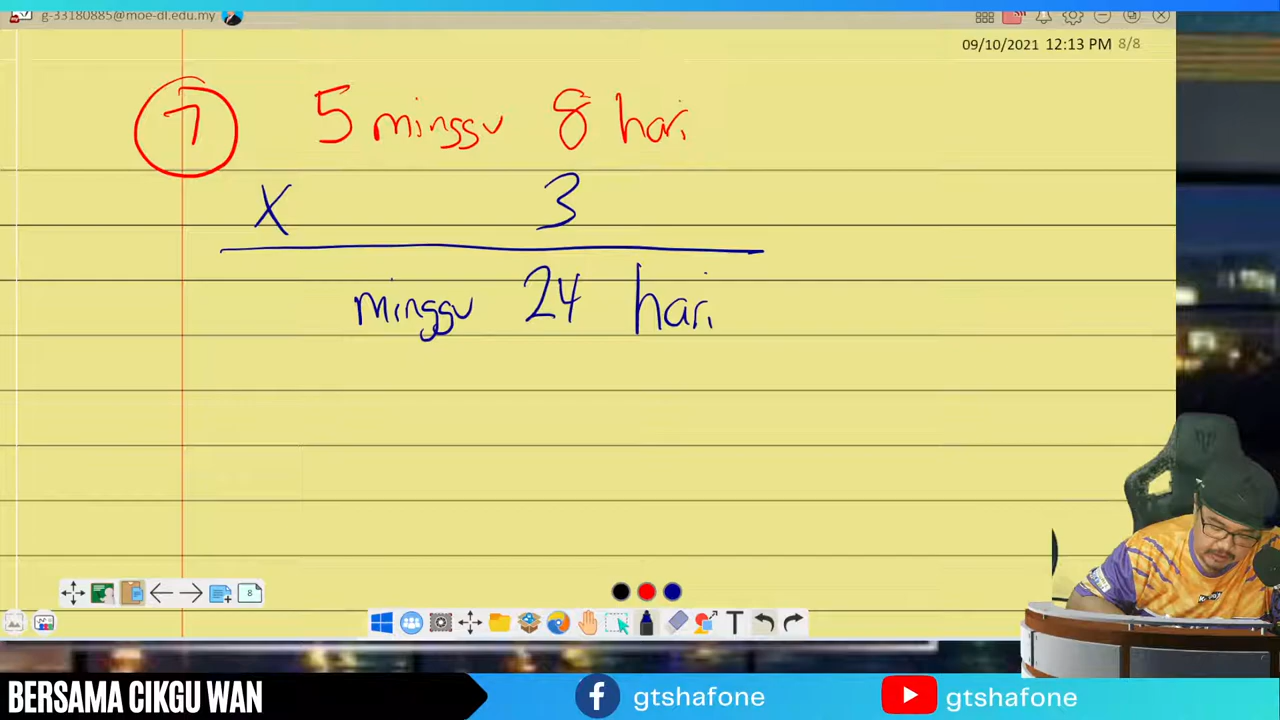 g-33180885@moe-dl.edu.my
09/10/2021 12:13 PM 8/8
7 5 minggu 8 hari
X 3
minggu 24 hari
8
T
BERSAMA CIKGU WAN
gtshafone
gtshafone